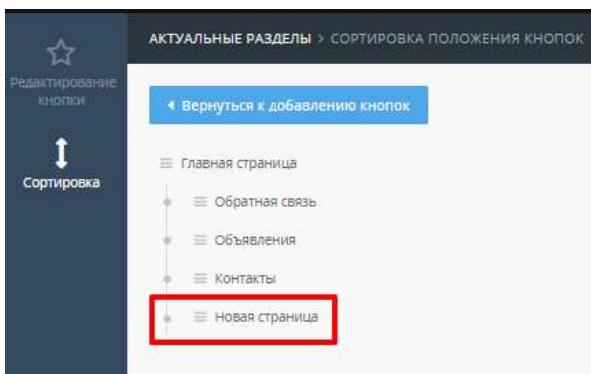 АКТУАЛЬНЫЕ РАЗДЕЛЫ > СОРТИРОВКА ПОЛОЖЕНИЯ КНОПОК
Редактирование
кнопки
Сортировка
Вернуться к добавлению кнопок
Главная страница
Обратная связь
Объявления
Контакты
Новая страница